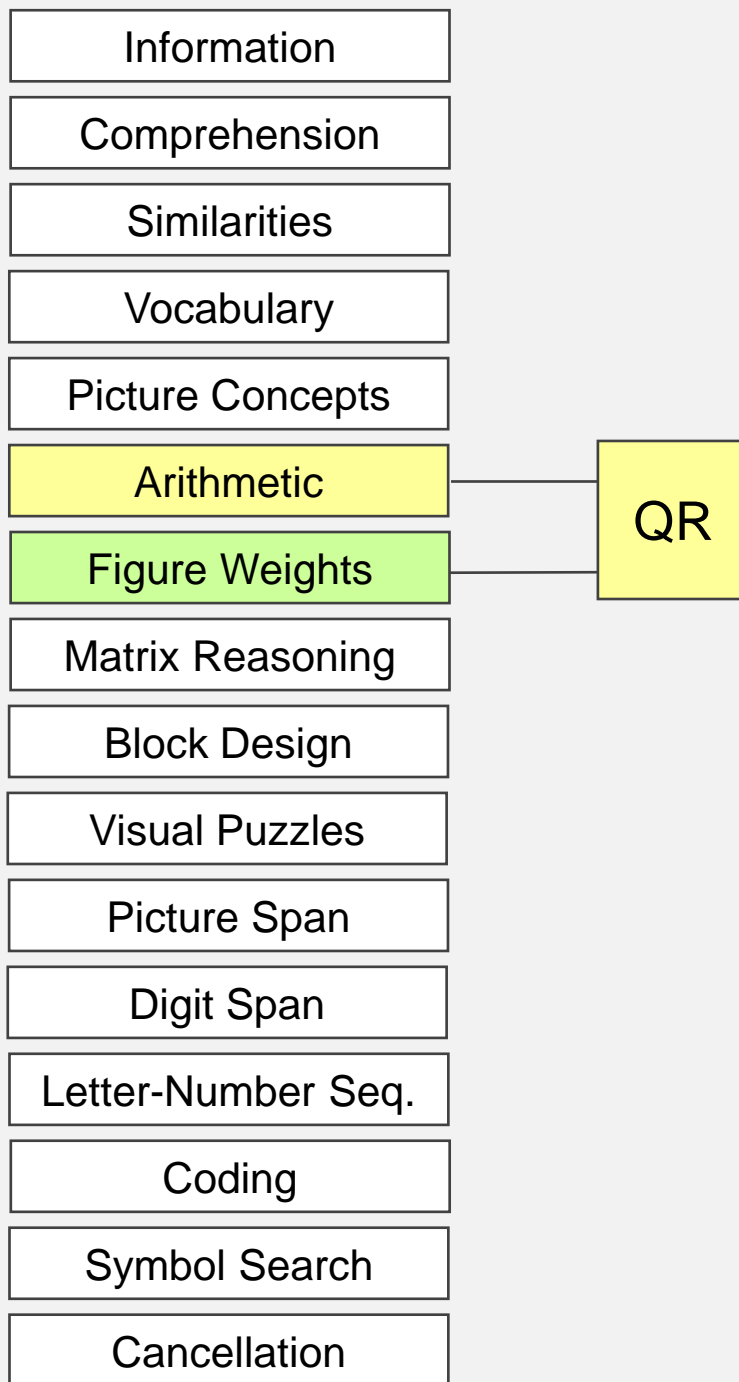 Information
Comprehension
Similarities
Vocabulary
Picture Concepts
Arithmetic
QR
Figure Weights
Matrix Reasoning
Block Design
Visual Puzzles
Picture Span
Digit Span
Letter-Number Seq.
Coding
Symbol Search
Cancellation